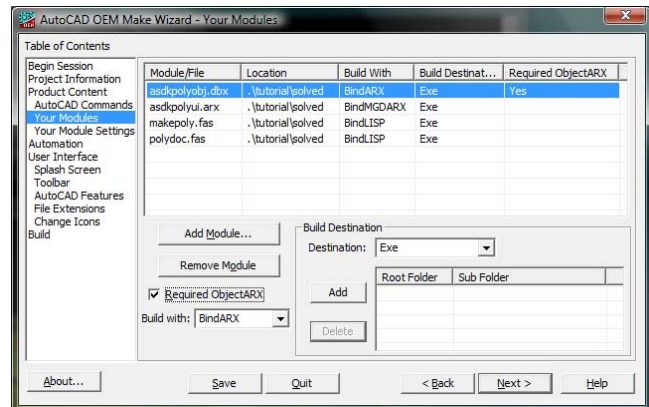 AutoCAD OEM Make Wizard - Your Modules
Table of Contents
Begin Session
Project Information
Product Content
AutoCAD Commands
Your Modules
Your Module Settings
Automation
User Interface
Splash Screen
Toolbar
AutoCAD Features
File Extensions
Change Icons
Build
Module/File Location Build With Build Destinat... Required ObjectARX
asdkpolyobj.dbx .\tutorial\solved BindARX Exe Yes
asdkpolyui.arx .\tutorial\solved BindMGDARX Exe
makepoly.fas .\tutorial\solved BindLISP Exe
polydoc.fas .\tutorial\solved BindLISP Exe
Add Module...
Remove Module
Required ObjectARX
Build with: BindARX
Build Destination
Destination: Exe
Add
Delete
Root Folder Sub Folder
About... Save Quit < Back Next > Help